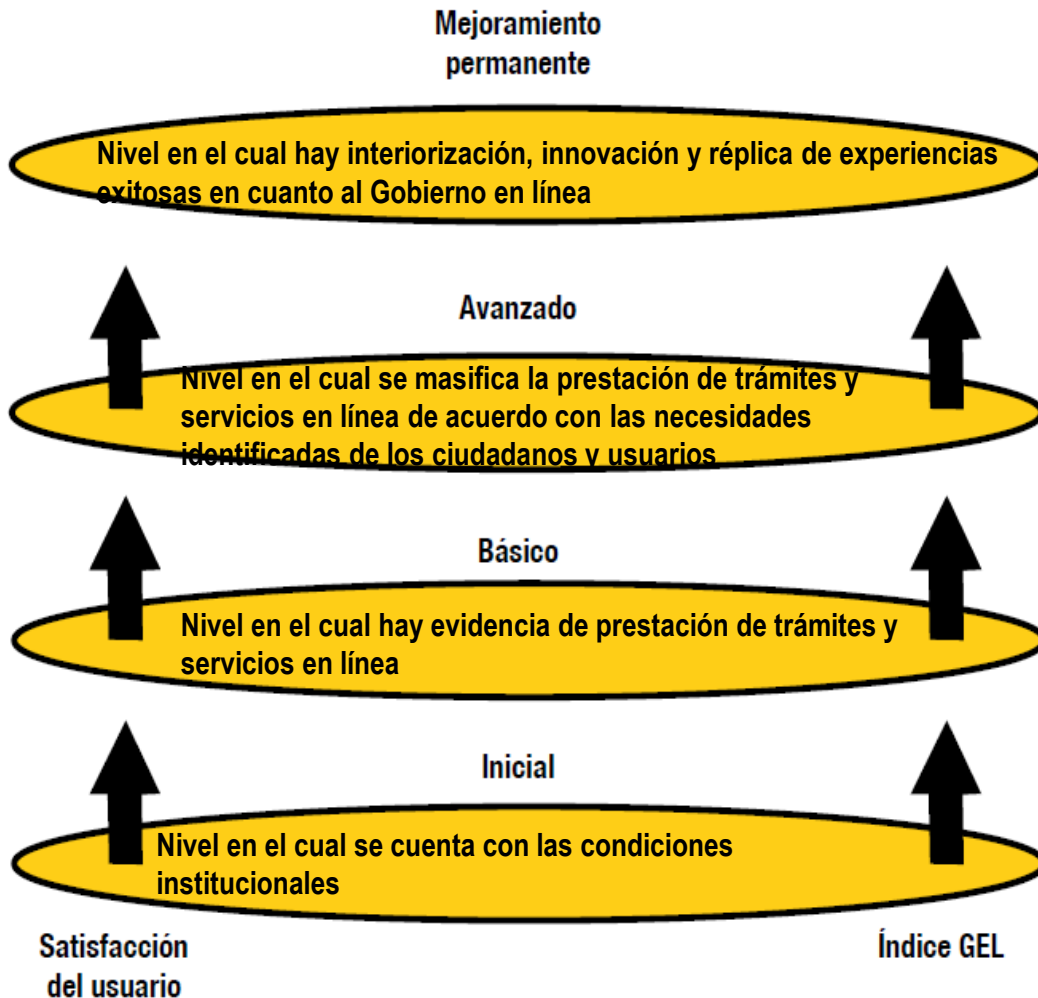 Mejoramiento
permanente
Nivel en el cual hay interiorización, innovación y réplica de experiencias
exitosas en cuanto al Gobierno en línea
Avanzado
Nivel en el cual se masifica la prestación de trámites y
servicios en línea de acuerdo con las necesidades
identificadas de los ciudadanos y usuarios
Básico
Nivel en el cual hay evidencia de prestación de trámites y
servicios en línea
Inicial
Nivel en el cual se cuenta con las condiciones
institucionales
Satisfacción
del usuario
Índice GEL